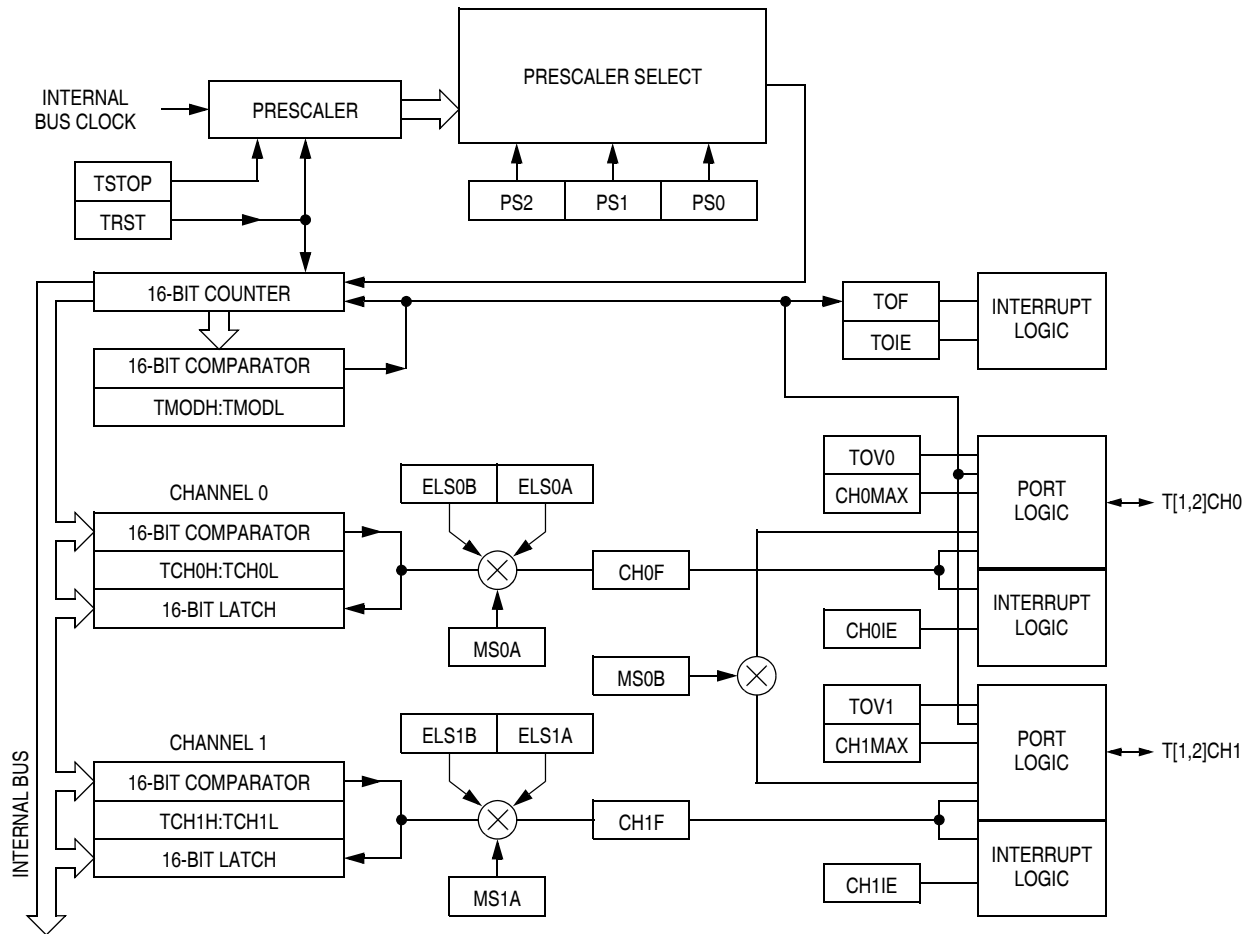 PRESCALER SELECT
INTERNAL
BUS CLOCK
PRESCALER
TSTOP
TRST
PS2
PS1
PS0
16-BIT COUNTER
TOF
TOIE
INTERRUPT
LOGIC
16-BIT COMPARATOR
TMODH:TMODL
CHANNEL 0
ELS0B
ELS0A
TOV0
CH0MAX
PORT
LOGIC
T[1,2]CH0
16-BIT COMPARATOR
TCH0H:TCH0L
16-BIT LATCH
CH0F
MS0A
CH0IE
INTERRUPT
LOGIC
MS0B
CHANNEL 1
ELS1B
ELS1A
TOV1
CH1MAX
PORT
LOGIC
T[1,2]CH1
16-BIT COMPARATOR
TCH1H:TCH1L
16-BIT LATCH
CH1F
MS1A
CH1IE
INTERRUPT
LOGIC
INTERNAL BUS